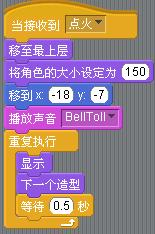 当接收到 点火
移至最上层
将角色的大小设定为 150
移到 x: -18 y: -7
播放声音 BellToll
重复执行
显示
下一个造型
等待 0.5 秒